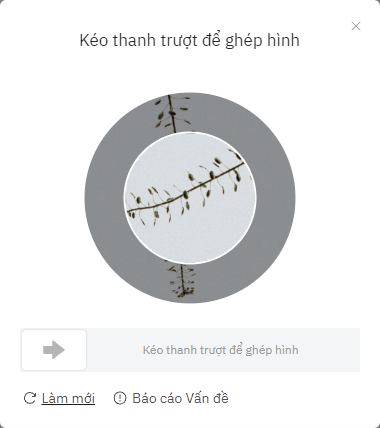 Kéo thanh trượt để ghép hình
Kéo thanh trượt để ghép hình
Làm mới
Báo cáo Vấn đề